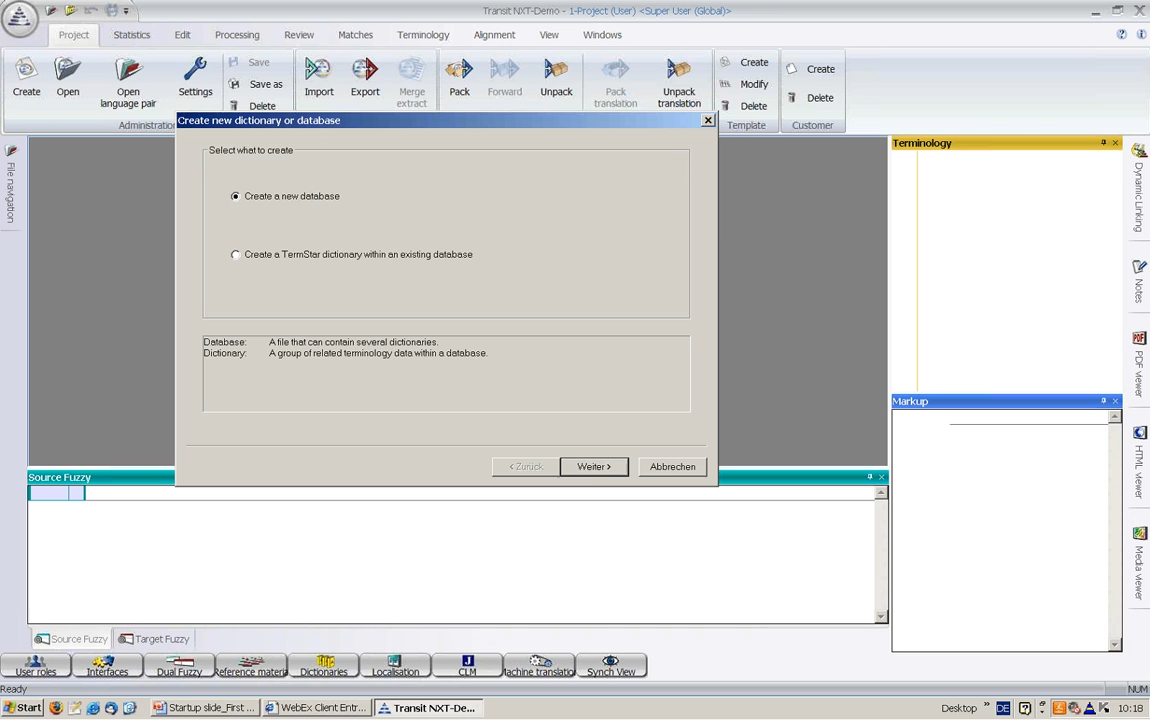 Transit NXT-Demo - 1-Project (User) <Super User (Global)>
Project Statistics Edit Processing Review Matches Terminology Alignment View Windows
Create
Open
Open language pair
Settings
Save
Save as
Delete
Import
Export
Merge extract
Pack
Forward
Unpack
Pack translation
Unpack translation
Create
Modify
Delete
Create
Delete
Template
Customer
File navigation
Create new dictionary or database
Select what to create
Create a new database
Create a TermStar dictionary within an existing database
Database: A file that can contain several dictionaries.
Dictionary: A group of related terminology data within a database.
< Zurück Weiter > Abbrechen
Terminology
Markup
Dynamic Linking
Notes
PDF
PDF viewer
HTML viewer
Media viewer
Source Fuzzy
Source Fuzzy Target Fuzzy
User roles Interfaces Dual Fuzzy Localisation CLM Synch View
Dictionaries
Ready
NUM
Start Startup slide_First ... WebEx Client Entr... Transit NXT-De... Desktop » DE 10:18